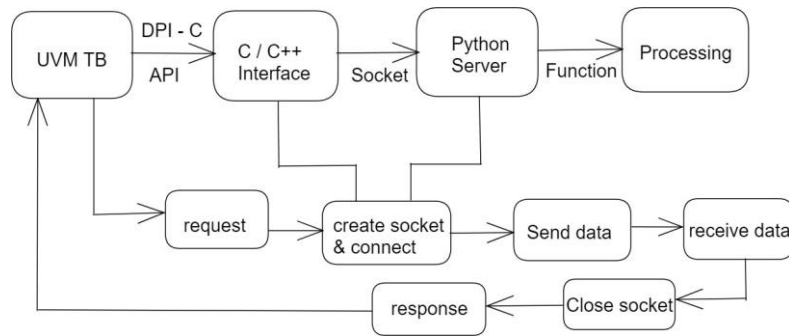 UVM TB
DPI - C
API
C / C++
Interface
Socket
Python
Server
Function
Processing
request
create socket
& connect
Send data
receive data
response
Close socket